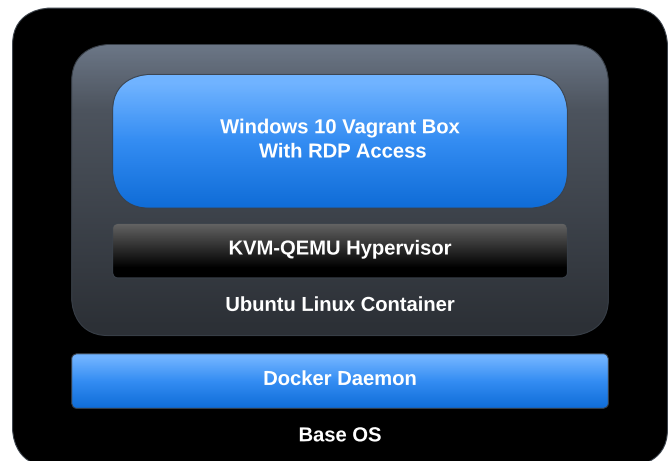 Windows 10 Vagrant Box
With RDP Access
KVM-QEMU Hypervisor
Ubuntu Linux Container
Docker Daemon
Base OS